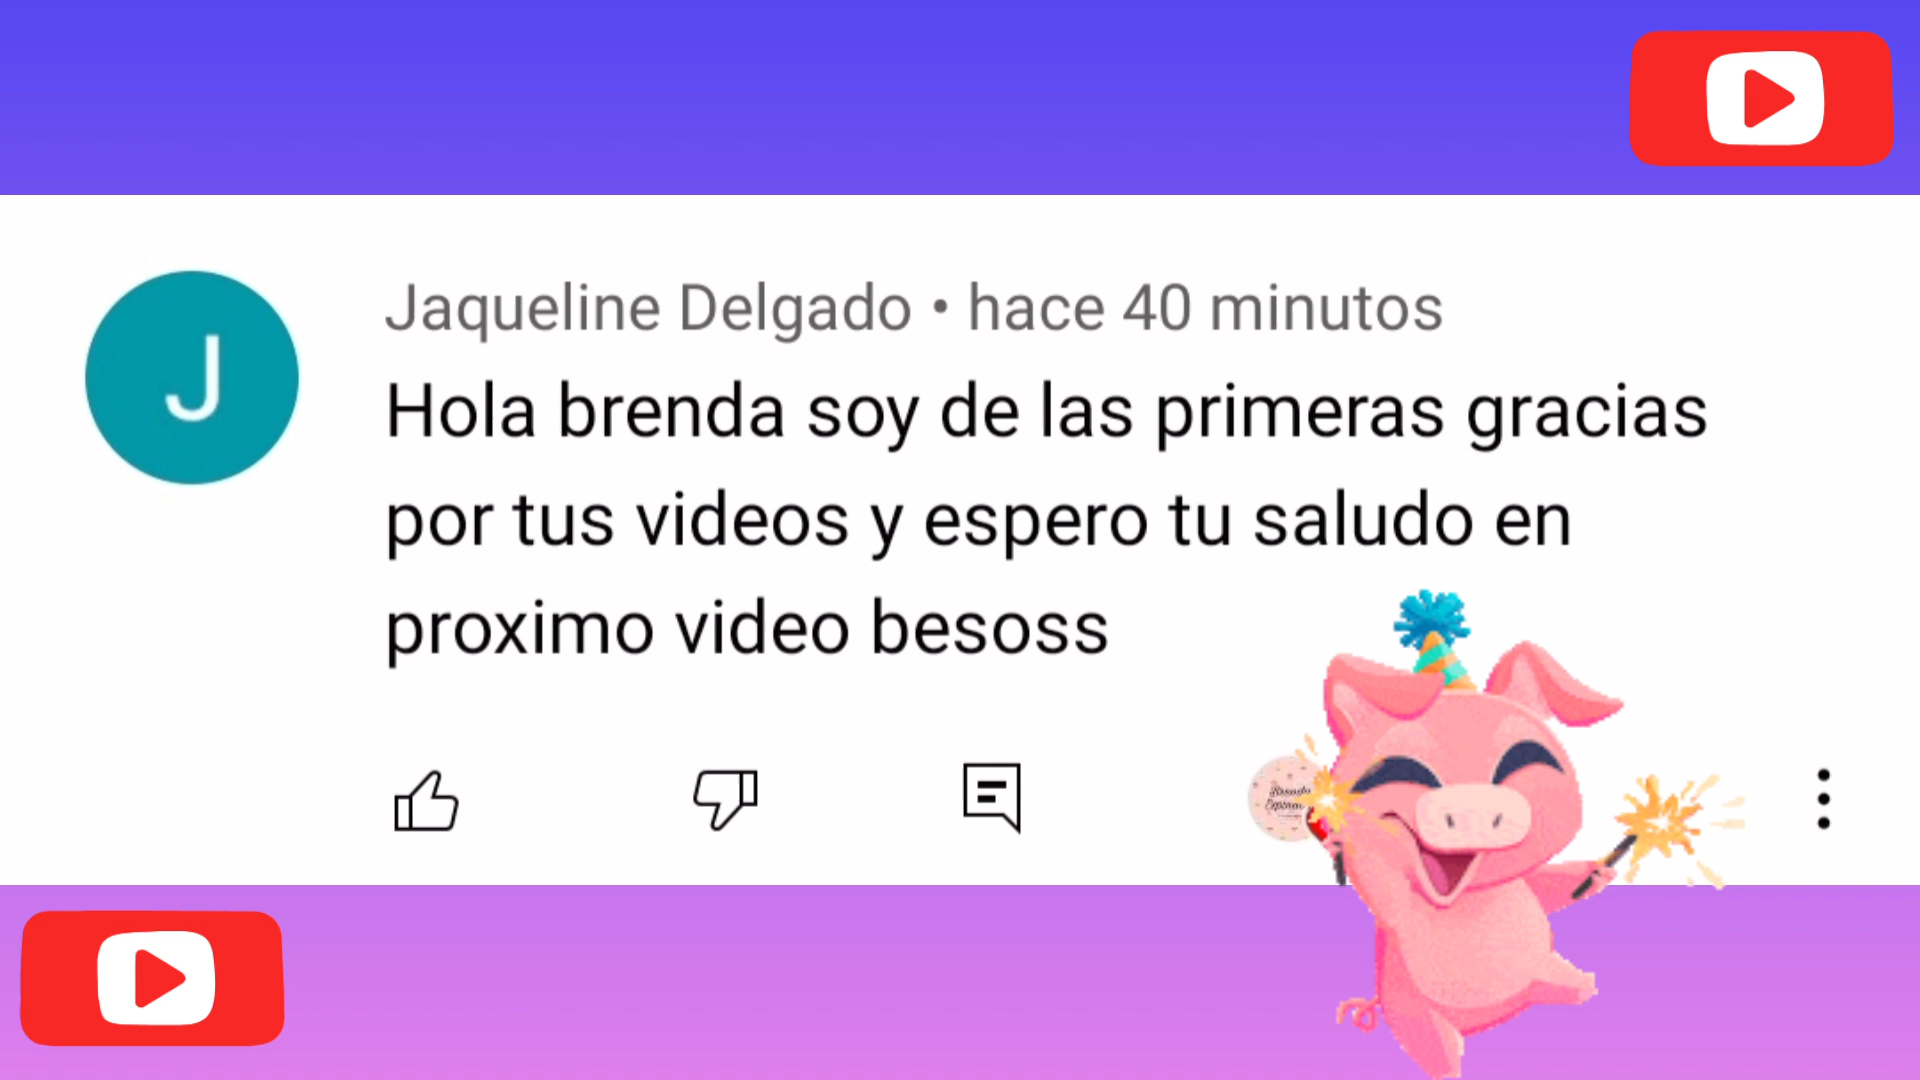 J
Jaqueline Delgado • hace 40 minutos
Hola brenda soy de las primeras gracias
por tus videos y espero tu saludo en
proximo video besoss